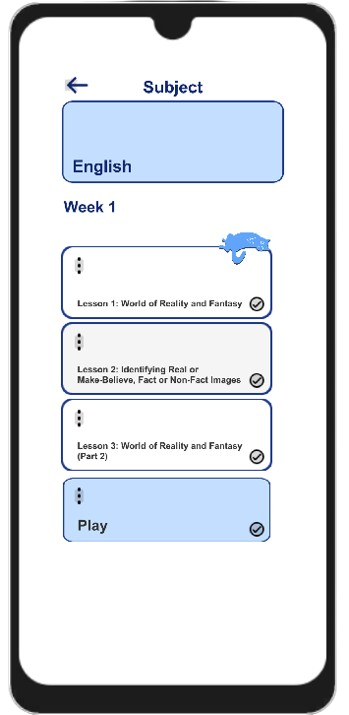 Subject
English
Week 1
Lesson 1: World of Reality and Fantasy
Lesson 2: Identifying Real or
Make-Believe, Fact or Non-Fact Images
Lesson 3: World of Reality and Fantasy
(Part 2)
Play